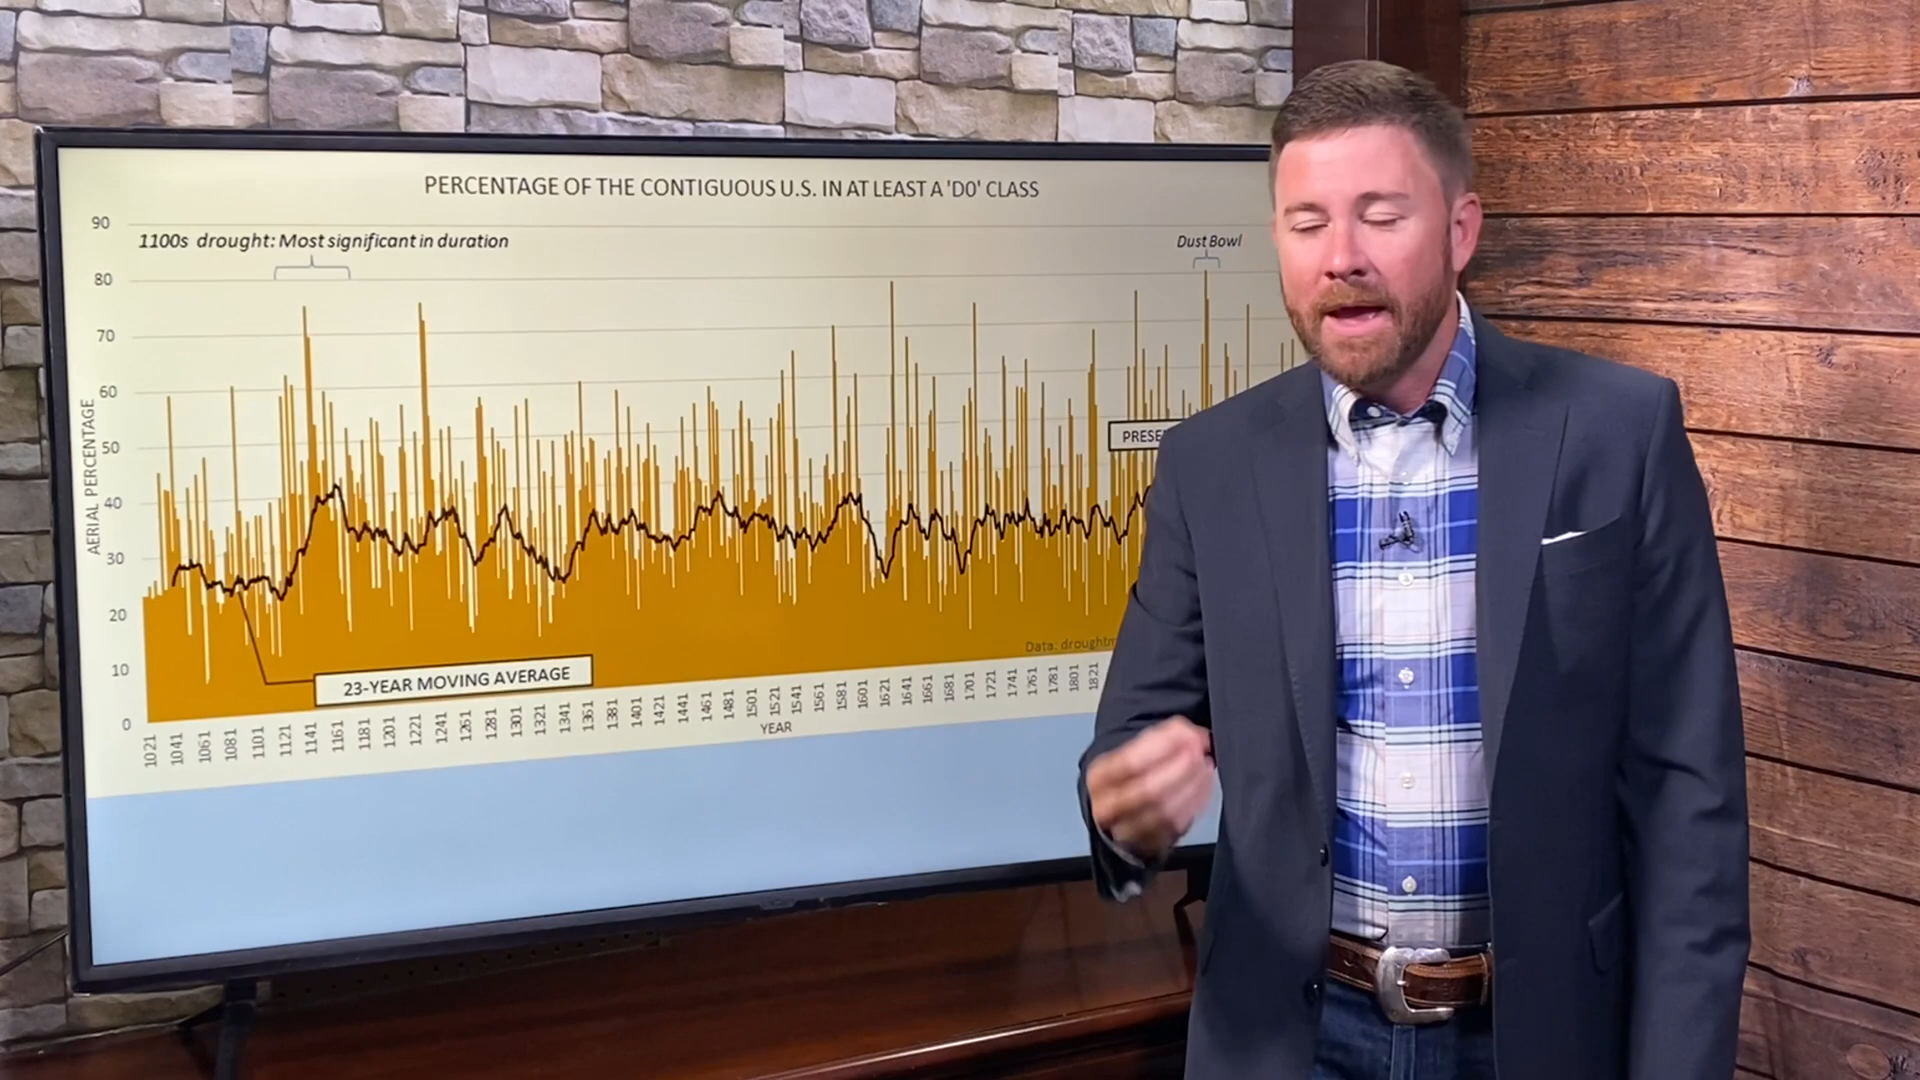 PERCENTAGE OF THE CONTIGUOUS U.S. IN AT LEAST A 'D0' CLASS
90
1100s drought: Most significant in duration
Dust Bowl
80
70
60
50
40
30
20
10
0
AERIAL PERCENTAGE
PRESE
Data: droughtm
23-YEAR MOVING AVERAGE
1021 1041 1061 1081 1101 1121 1141 1161 1181 1201 1221 1241 1261 1281 1301 1321 1341 1361 1381 1401 1421 1441 1461 1481 1501 1521 1541 1561 1581 1601 1621 1641 1661 1681 1701 1721 1741 1761 1781 1801 1821
YEAR